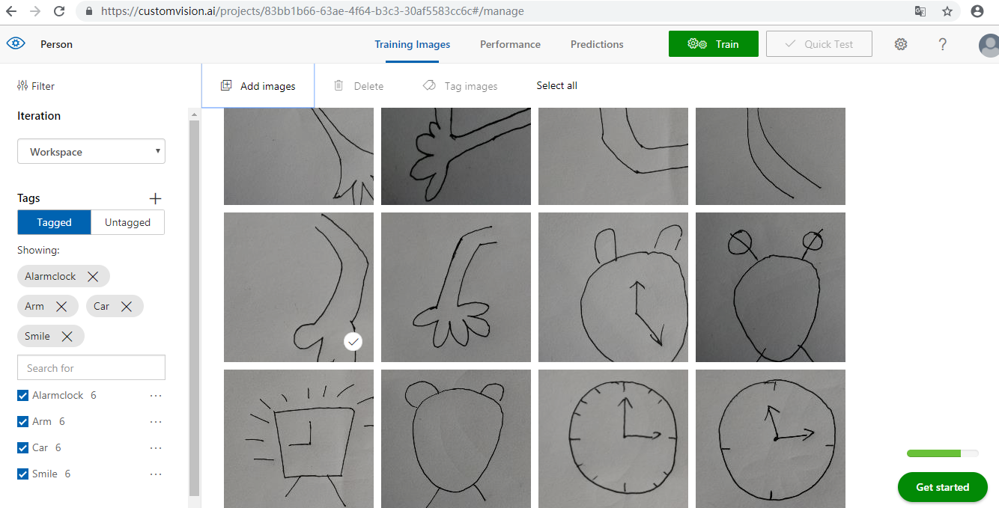 https://customvision.ai/projects/83bb1b66-63ae-4f64-b3c3-30af5583cc6c#/manage
Person
Training Images
Performance
Predictions
Train
Quick Test
?
Filter
Add images
Delete
Tag images
Select all
Iteration
Workspace
Tags
Tagged
Untagged
Showing:
Alarmclock
Arm
Car
Smile
Search for
Alarmclock 6
Arm 6
Car 6
Smile 6
Get started